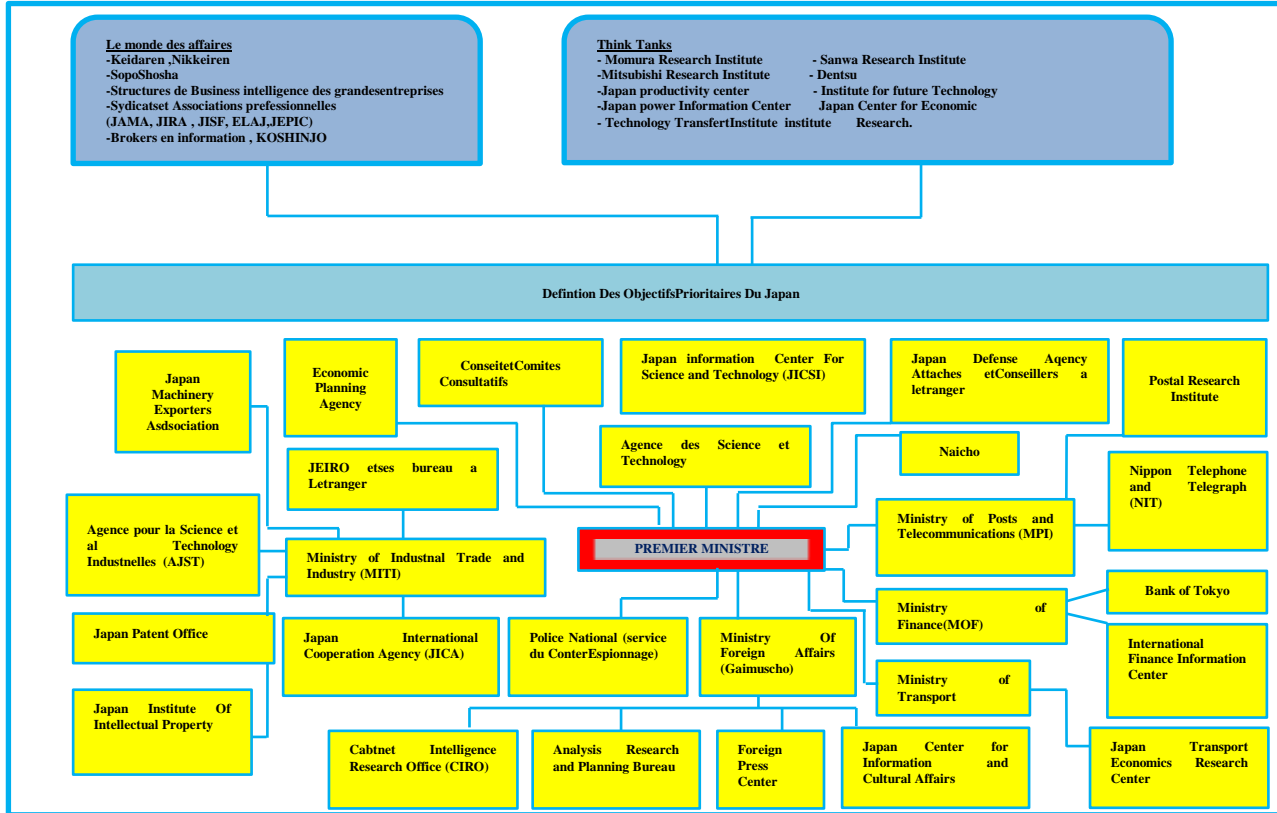 Le monde des affaires
-Keidaren ,Nikkeiren
-SopoShosha
-Structures de Business intelligence des grandesentreprises
-Sydicatset Associations prefessionnelles
(JAMA, JIRA , JISF, ELAJ,JEPIC)
-Brokers en information , KOSHINJO
Think Tanks
- Momura Research Institute - Sanwa Research Institute
-Mitsubishi Research Institute - Dentsu
-Japan productivity center - Institute for future Technology
-Japan power Information Center Japan Center for Economic
- Technology TransfertInstitute institute Research.
Defintion Des ObjectifsPrioritaires Du Japan
Japan
Machinery
Exporters
Asdsociation
Economic
Planning
Agency
ConseitetComites
Consultatifs
Japan information Center For
Science and Technology (JICSI)
Japan Defense Aqency
Attaches etConseillers a
letranger
Postal Research
Institute
JEIRO etses bureau a
Letranger
Agence des Science et
Technology
Naicho
Nippon Telephone
and Telegraph
(NIT)
Agence pour la Science et
al Technology
Industnelles (AJST)
Ministry of Industnal Trade and
Industry (MITI)
PREMIER MINISTRE
Ministry of Posts and
Telecommunications (MPI)
Ministry of
Finance(MOF)
Bank of Tokyo
Japan Patent Office
Japan International
Cooperation Agency (JICA)
Police National (service
du ConterEspionnage)
Ministry Of
Foreign Affairs
(Gaimuscho)
International
Finance Information
Center
Ministry of
Transport
Japan Institute Of
Intellectual Property
Cabtnet Intelligence
Research Office (CIRO)
Analysis Research
and Planning Bureau
Foreign
Press
Center
Japan Center for
Information and
Cultural Affairs
Japan Transport
Economics Research
Center